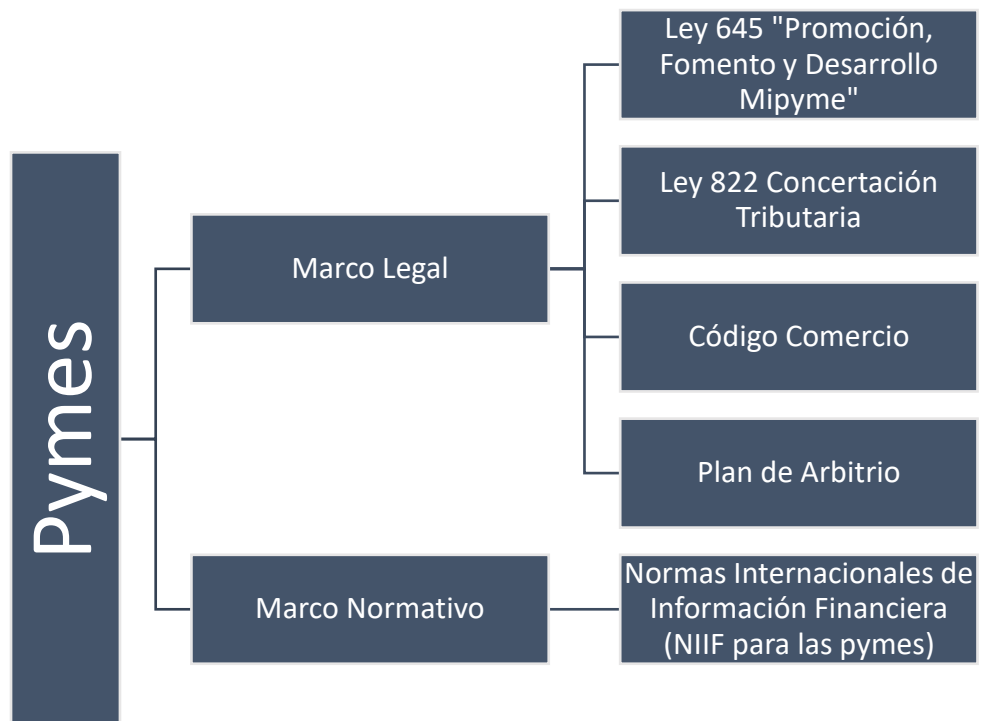 Pymes
Marco Legal
Ley 645 "Promoción,
Fomento y Desarrollo
Mipyme"
Ley 822 Concertación
Tributaria
Código Comercio
Plan de Arbitrio
Marco Normativo
Normas Internacionales de
Información Financiera
(NIIF para las pymes)